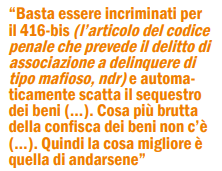 “Basta essere incriminati per
il 416-bis (l’articolo del codice
penale che prevede il delitto di
associazione a delinquere di
tipo mafioso, ndr) e automa-
ticamente scatta il sequestro
dei beni (...). Cosa più brutta
della confisca dei beni non c’è
(...). Quindi la cosa migliore è
quella di andarsene”